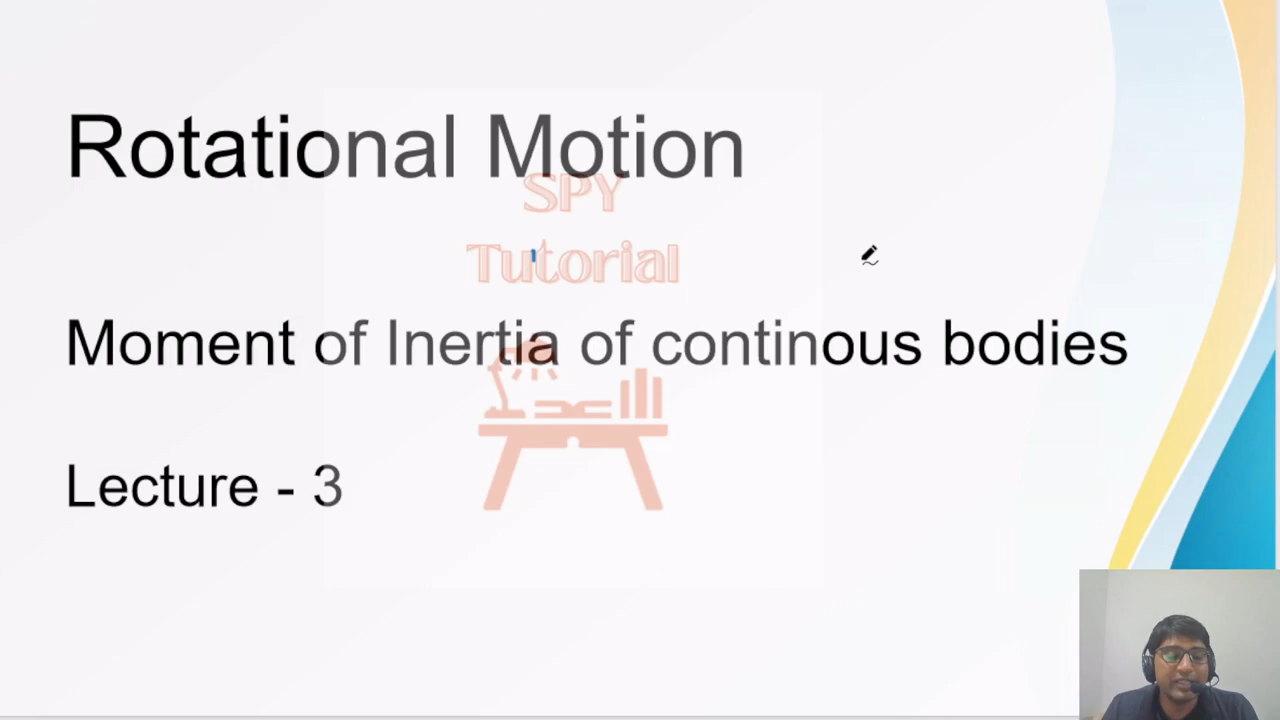 Rotational Motion
SPY
Tutorial
Moment of Inertia of continous bodies
Lecture - 3